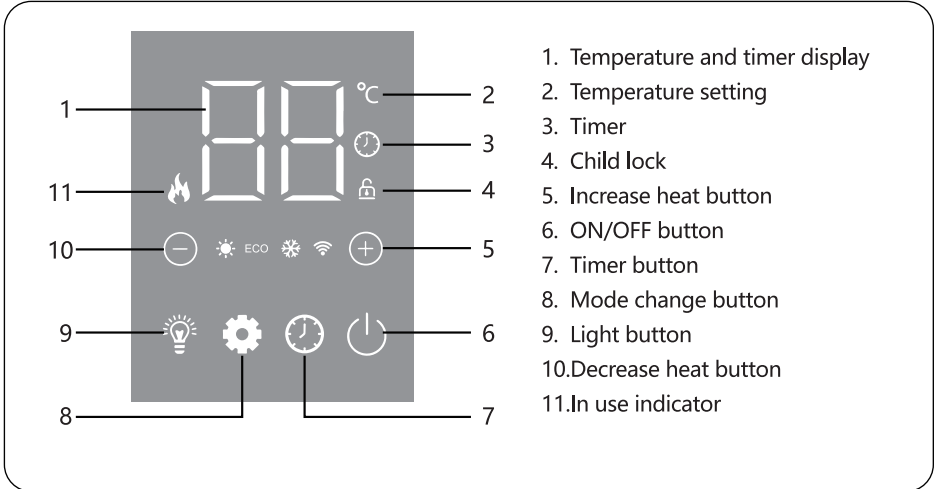 1
11
10
9
8
°C
ECO
2
3
4
5
6
7
1. Temperature and timer display
2. Temperature setting
3. Timer
4. Child lock
5. Increase heat button
6. ON/OFF button
7. Timer button
8. Mode change button
9. Light button
10.Decrease heat button
11.In use indicator